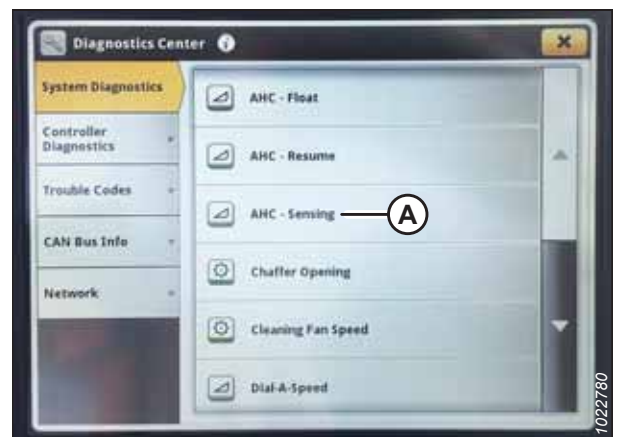 Diagnostics Center
System Diagnostics
Controller
Diagnostics
Trouble Codes
CAN Bus Info
Network
AHC - Float
AHC - Resume
AHC - Sensing
A
Chaffer Opening
Cleaning Fan Speed
Dial-A-Speed
1022780